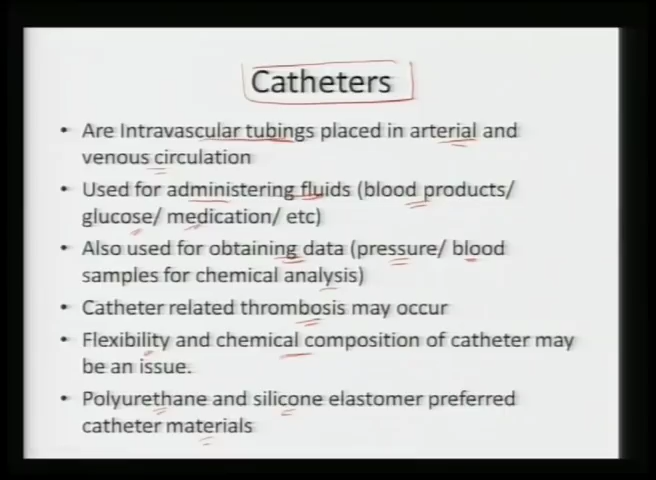 Catheters
• Are Intravascular tubings placed in arterial and
venous circulation
• Used for administering fluids (blood products/
glucose/ medication/ etc)
• Also used for obtaining data (pressure/ blood
samples for chemical analysis)
• Catheter related thrombosis may occur
• Flexibility and chemical composition of catheter may
be an issue.
• Polyurethane and silicone elastomer preferred
catheter materials